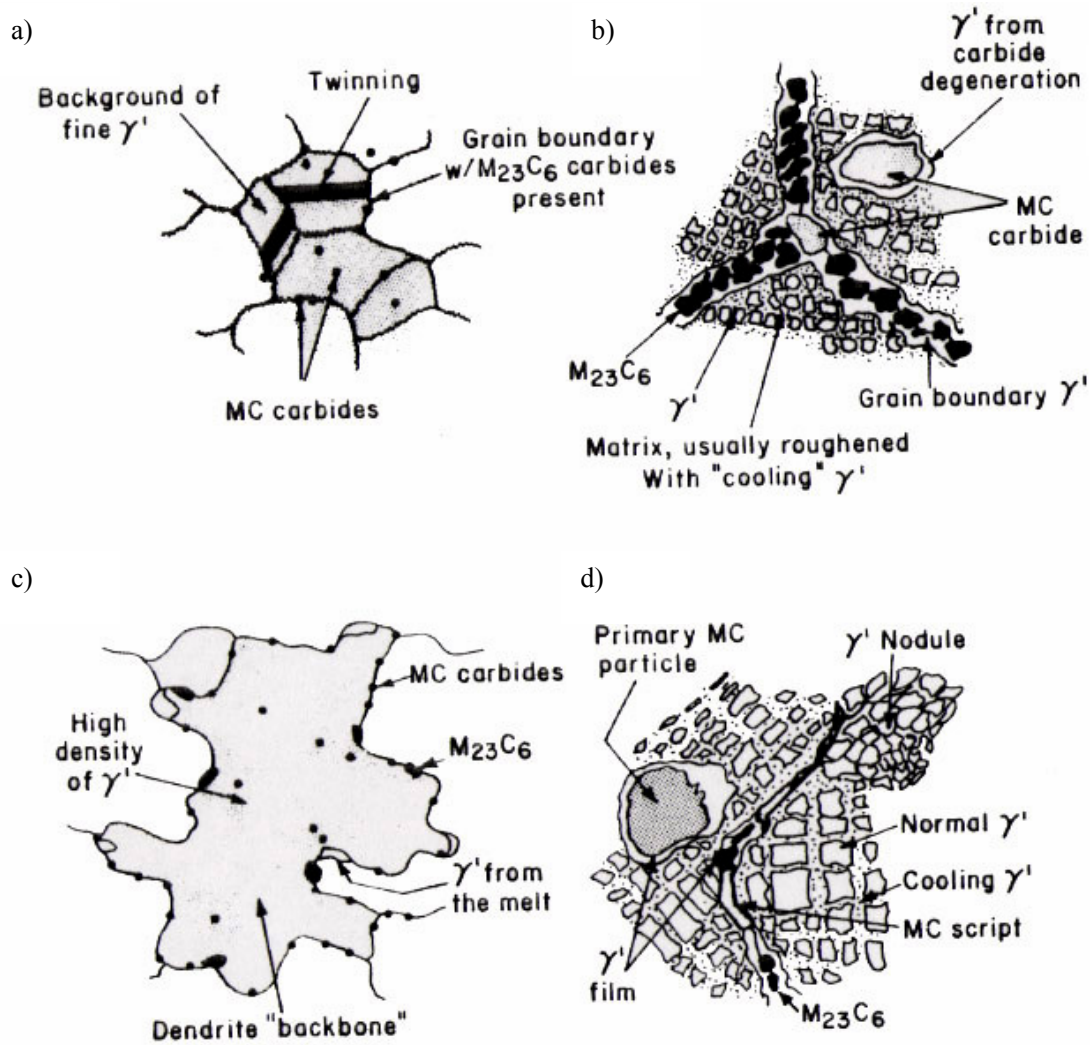 a)
Background of
fine γ'
Twinning
Grain boundary
w/M23C6 carbides
present
MC carbides
b)
γ' from
carbide
degeneration
MC
carbide
M23C6
γ'
Grain boundary γ'
Matrix, usually roughened
With "cooling" γ'
c)
MC carbides
M23C6
High
density
of γ'
γ' from
the melt
Dendrite "backbone"
d)
Primary MC
particle
γ' Nodule
Normal γ'
Cooling γ'
MC script
γ'
film
M23C6